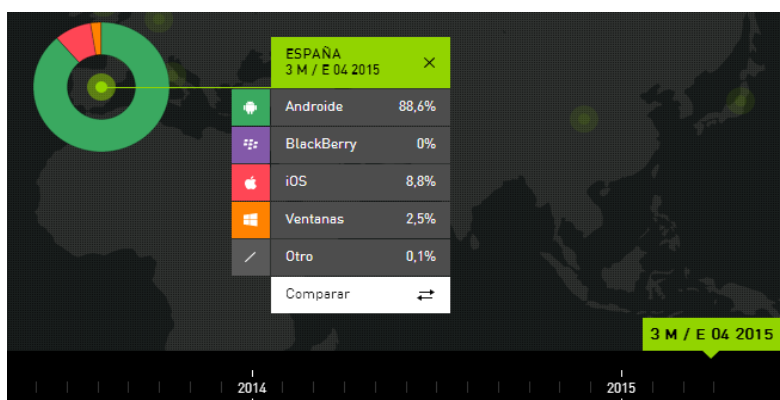 ESPAÑA
3 M / E 04 2015
Androide 88,6%
BlackBerry 0%
iOS 8,8%
Ventanas 2,5%
Otro 0,1%
Comparar
3 M / E 04 2015
2014 2015